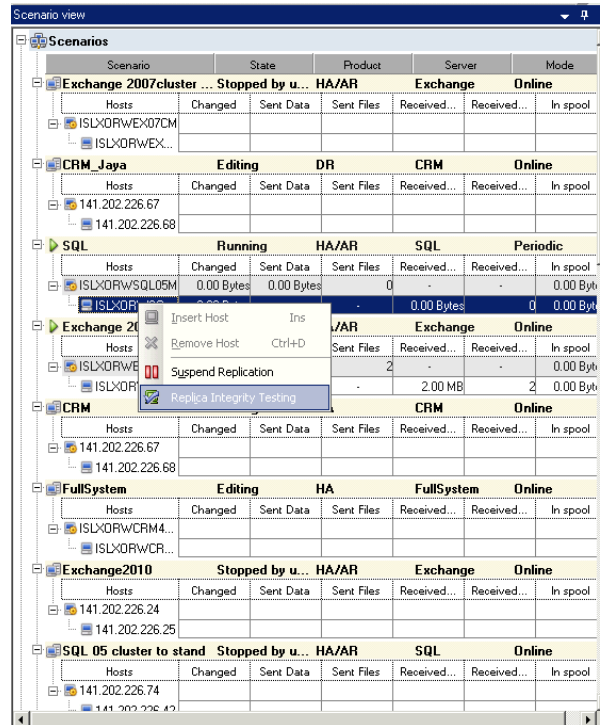 Scenario view
Scenarios
Scenario State Product Server Mode
Exchange 2007cluster ... Stopped by u... HA/AR Exchange Online
Hosts Changed Sent Data Sent Files Received... Received... In spool
ISLXORWEX07CM
ISLXORWEX...
CRM_Jaya Editing DR CRM Online
Hosts Changed Sent Data Sent Files Received... Received... In spool
141.202.226.67
141.202.226.68
SQL Running HA/AR SQL Periodic
Hosts Changed Sent Data Sent Files Received... Received... In spool
ISLXORWSQL05M 0.00 Bytes 0.00 Bytes 0 - - 0.00 Byt
- 0.00 Bytes 0 0.00 Byt
Insert Host Ins
Remove Host Ctrl+D
Suspend Replication
Replica Integrity Testing
Exchange Exchange Online
Hosts Sent Files Received... Received... In spool
2 - - 0.00 Byt
- 2.00 MB 2 0.00 Byt
CRM CRM Online
Hosts Changed Sent Data Sent Files Received... Received... In spool
141.202.226.67
141.202.226.68
FullSystem Editing HA FullSystem Online
Hosts Changed Sent Data Sent Files Received... Received... In spool
ISLXORWCRM4...
ISLXORWCR...
Exchange2010 Stopped by u... HA/AR Exchange Online
Hosts Changed Sent Data Sent Files Received... Received... In spool
141.202.226.24
141.202.226.25
SQL 05 cluster to stand Stopped by u... HA/AR SQL Online
Hosts Changed Sent Data Sent Files Received... Received... In spool
141.202.226.74
141.202.226.42